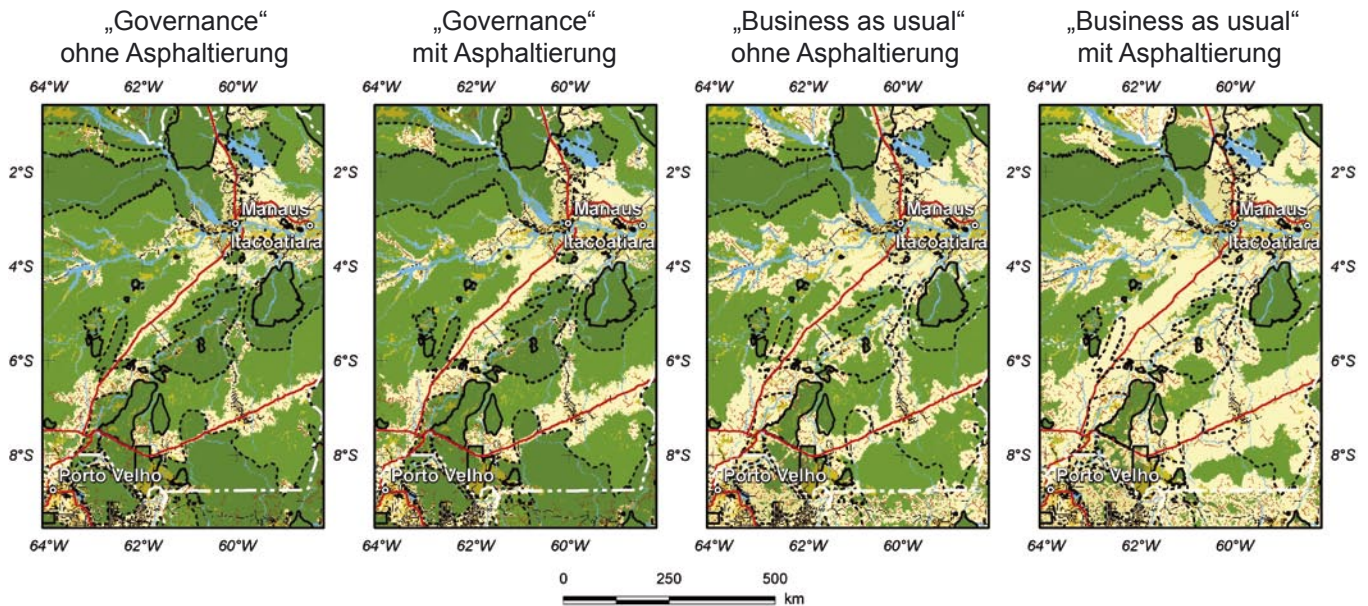 „Governance“
ohne Asphaltierung
„Governance“
mit Asphaltierung
„Business as usual“
ohne Asphaltierung
„Business as usual“
mit Asphaltierung
64°W 62°W 60°W
64°W 62°W 60°W
64°W 62°W 60°W
64°W 62°W 60°W
2°S
4°S
6°S
8°S
Manaus
Itacoatiara
Porto Velho
2°S
4°S
6°S
8°S
Manaus
Itacoatiara
Porto Velho
2°S
4°S
6°S
8°S
Manaus
Itacoatiara
Porto Velho
2°S
4°S
6°S
8°S
Manaus
Itacoatiara
Porto Velho
2°S
4°S
6°S
8°S
64°W 62°W 60°W
64°W 62°W 60°W
64°W 62°W 60°W
64°W 62°W 60°W
0 250 500
km